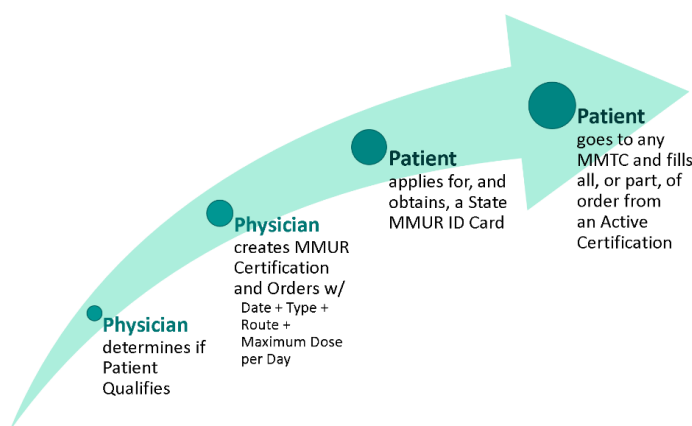 Physician
determines if
Patient
Qualifies
Physician
creates MMUR
Certification
and Orders w/
Date + Type +
Route +
Maximum Dose
per Day
Patient
applies for, and
obtains, a State
MMUR ID Card
Patient
goes to any
MMTC and fills
all, or part, of
order from
an Active
Certification